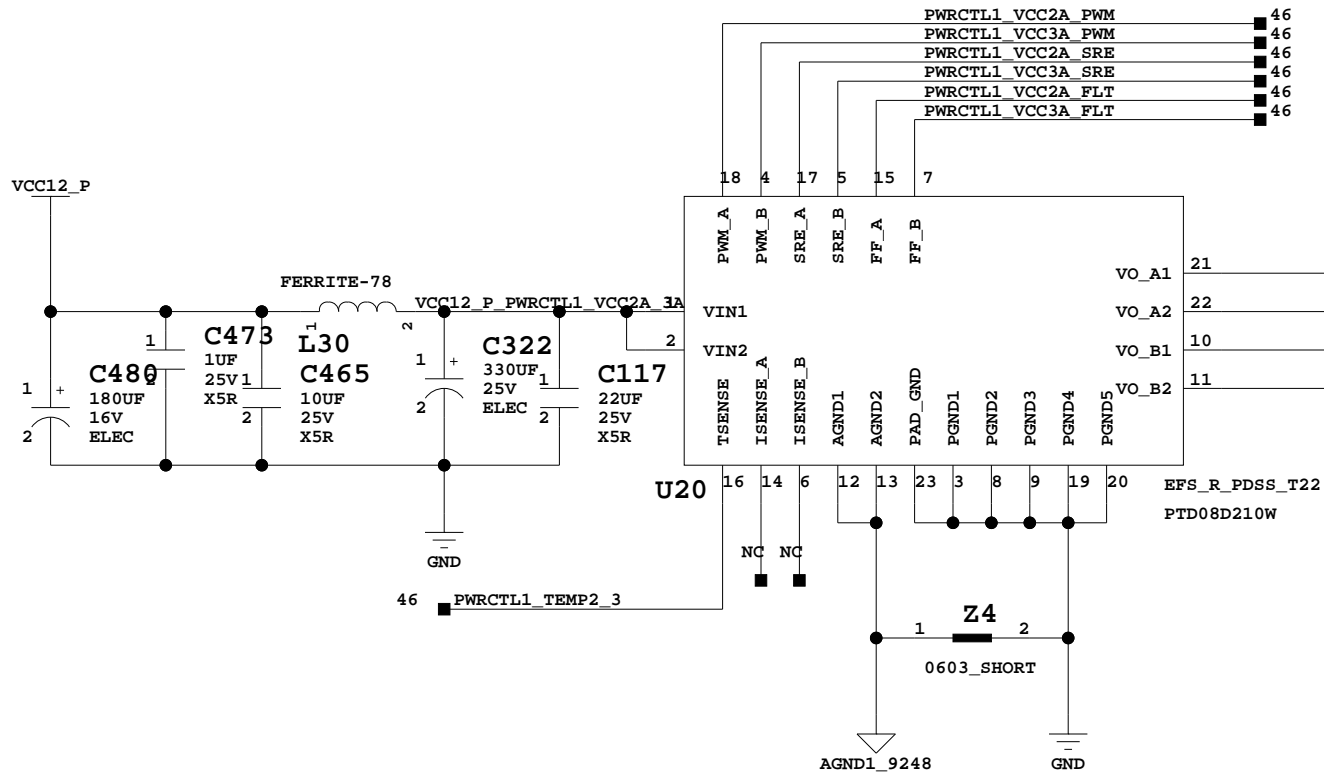 PWRCTL1_VCC2A_PWM 46
PWRCTL1_VCC3A_PWM 46
PWRCTL1_VCC2A_SRE 46
PWRCTL1_VCC3A_SRE 46
PWRCTL1_VCC2A_FLT 46
PWRCTL1_VCC3A_FLT 46
VCC12_P
18 4 17 5 15 7
PWM_A
PWM_B
SRE_A
SRE_B
FF_A
FF_B
VO_A1 21
VO_A2 22
VO_B1 10
VO_B2 11
FERRITE-78
1 2
L30
VCC12_P_PWRCTL1_VCC2A_3A
1 VIN1
2 VIN2
1 2
C480
180UF
16V
ELEC
1 2
C473
1UF
25V
X5R
1 2
C465
10UF
25V
X5R
1 2
C322
330UF
25V
ELEC
1 2
C117
22UF
25V
X5R
TSENSE
ISENSE_A
ISENSE_B
AGND1
AGND2
PAD_GND
PGND1
PGND2
PGND3
PGND4
PGND5
U20
16 14 6 12 13 23 3 8 9 19 20
EFS_R_PDSS_T22
PTD08D210W
GND
NC NC
46 PWRCTL1_TEMP2_3
Z4
1 2
0603_SHORT
AGND1_9248
GND